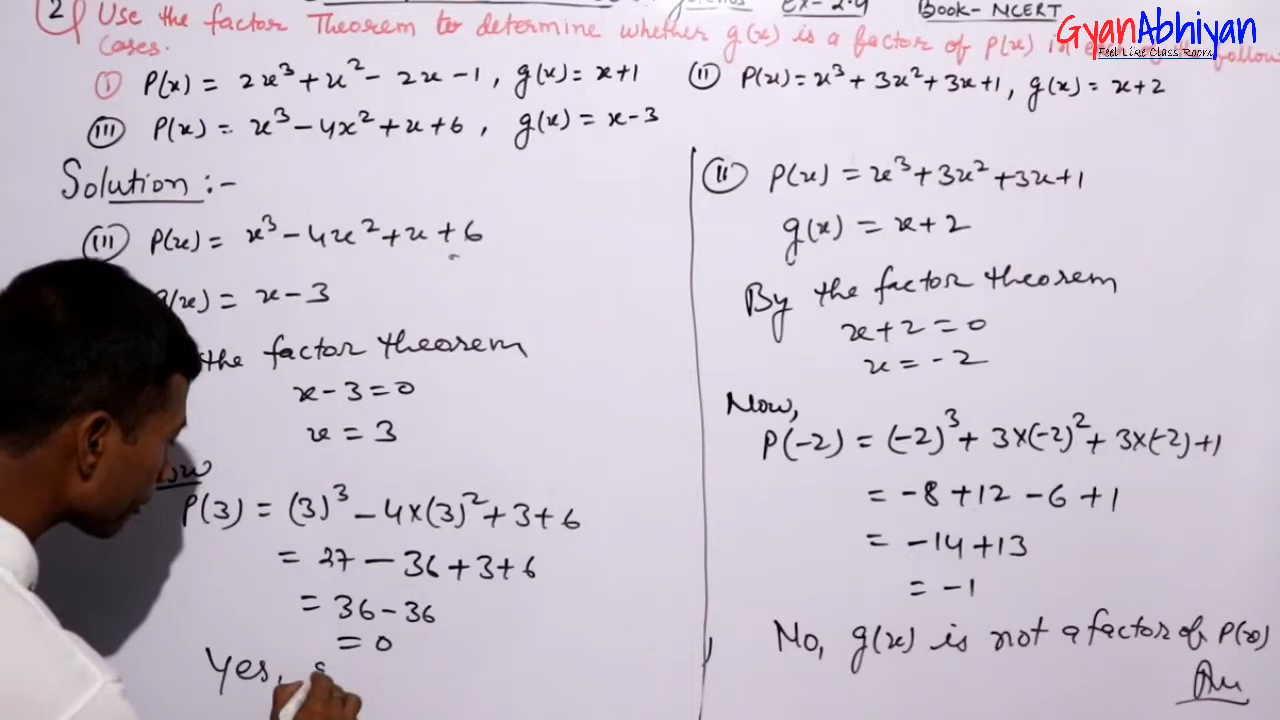 Ex-2.4 Book- NCERT
GyanAbhiyan
Feel Like Class Room
2 Use the factor Theorem to determine whether g(x) is a factor of P(x) in follow
Cases.
(i) P(x) = 2x³ + x² - 2x - 1, g(x) = x+1 (ii) P(x) = x³ + 3x² + 3x + 1, g(x) = x+2
(iii) P(x) = x³ - 4x² + x + 6, g(x) = x-3
Solution :-
(iii) P(x) = x³ - 4x² + x + 6
(x) = x - 3
the factor theorem
x - 3 = 0
x = 3
P(3) = (3)³ - 4×(3)² + 3 + 6
= 27 - 36 + 3 + 6
= 36 - 36
= 0
Yes,
(ii) P(x) = x³ + 3x² + 3x + 1
g(x) = x + 2
By the factor theorem
x + 2 = 0
x = - 2
Now,
P(-2) = (-2)³ + 3×(-2)² + 3×(-2) + 1
= -8 + 12 - 6 + 1
= -14 + 13
= -1
No, g(x) is not a factor of P(x)